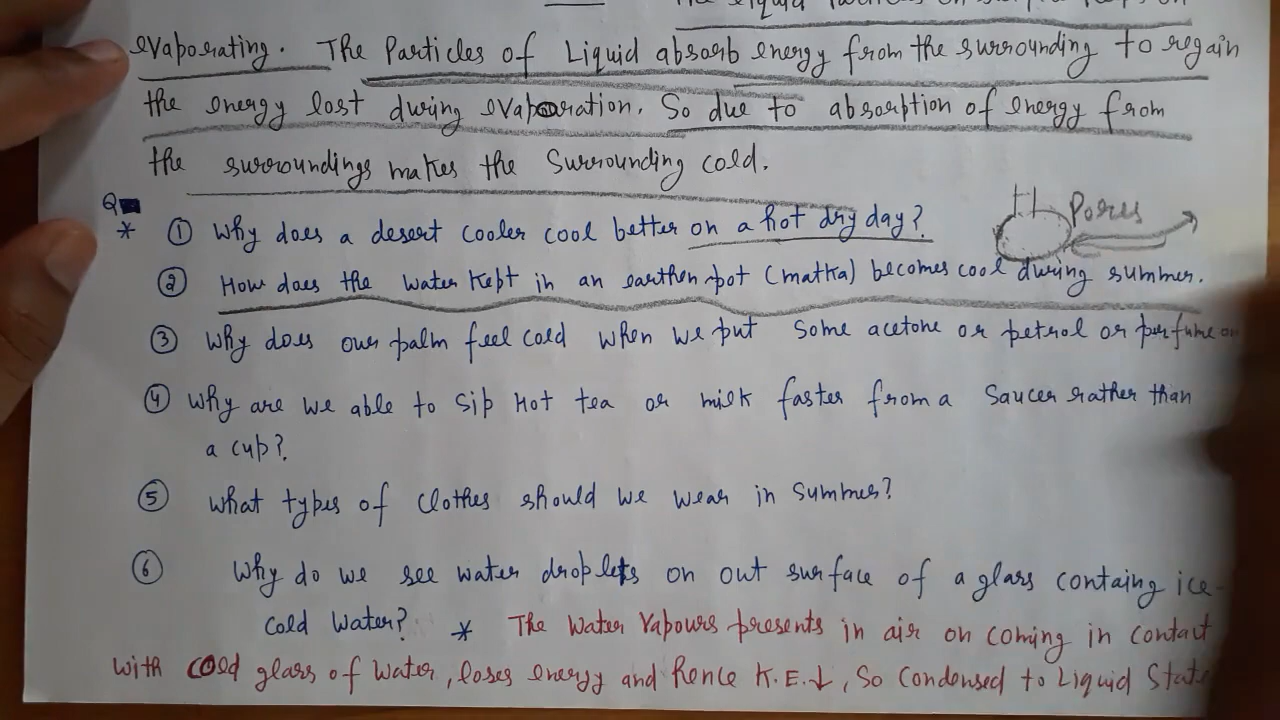 the liquid
evaporating. The Particles of Liquid absorb energy from the surrounding to regain
the energy lost during evaporation. So due to absorption of energy from
the surroundings makes the Surrounding cold.
Q
* ① Why does a desert cooler cool better on a hot dry day?
Pores
② How does the water kept in an earthen pot (matka) becomes cool during summer.
③ Why does our palm feel cold when we put some acetone or petrol or perfume on
④ Why are we able to sip Hot tea or milk faster from a Saucer rather than
a cup?
⑤ What types of clothes should we wear in summer?
⑥ Why do we see water droplets on out surface of a glass containg ice-
cold water? * The Water Vapours presents in air on coming in contact
with cold glass of water, loses energy and hence K.E.↓, So condensed to Liquid State